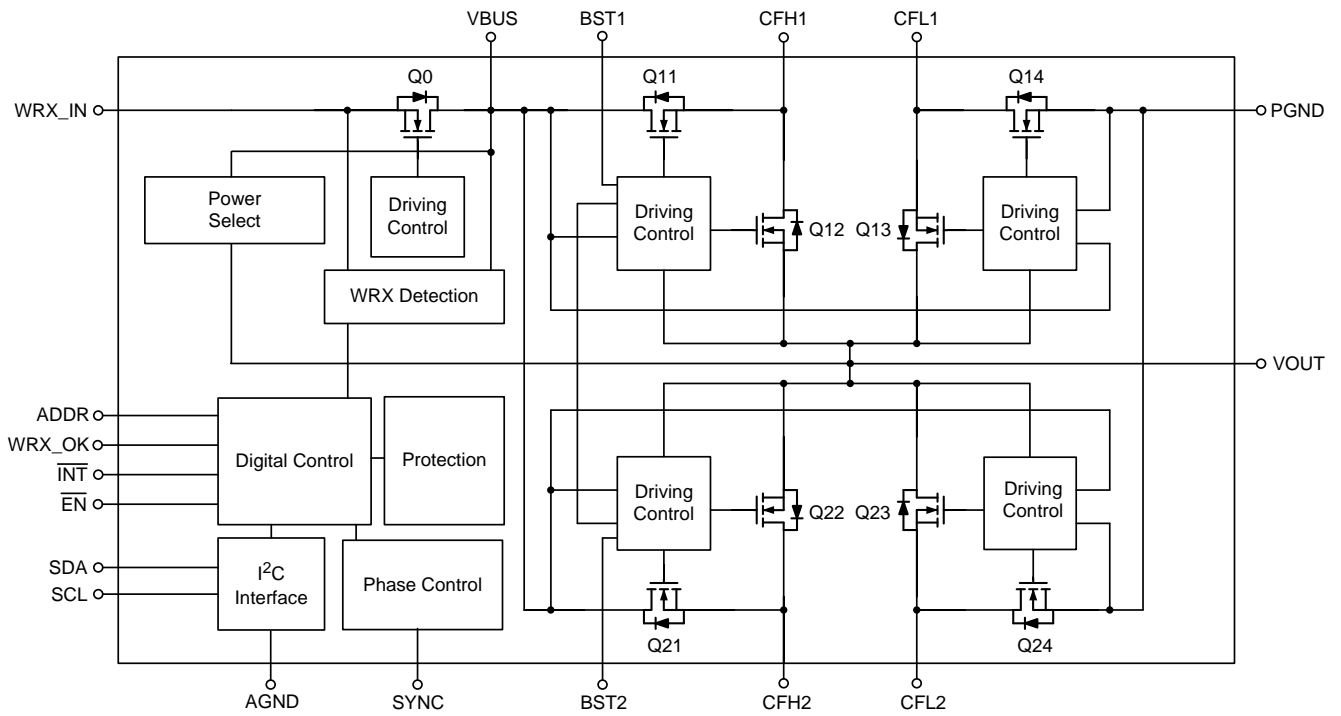 VBUS
BST1
CFH1
CFL1
Q0
Q11
Q14
WRX_IN
PGND
Power
Select
Driving
Control
Driving
Control
Q12
Q13
Driving
Control
WRX Detection
VOUT
ADDR
WRX_OK
INT
EN
Digital Control
Protection
Driving
Control
Q22
Q23
Driving
Control
SDA
SCL
I²C
Interface
Phase Control
Q21
Q24
AGND
SYNC
BST2
CFH2
CFL2